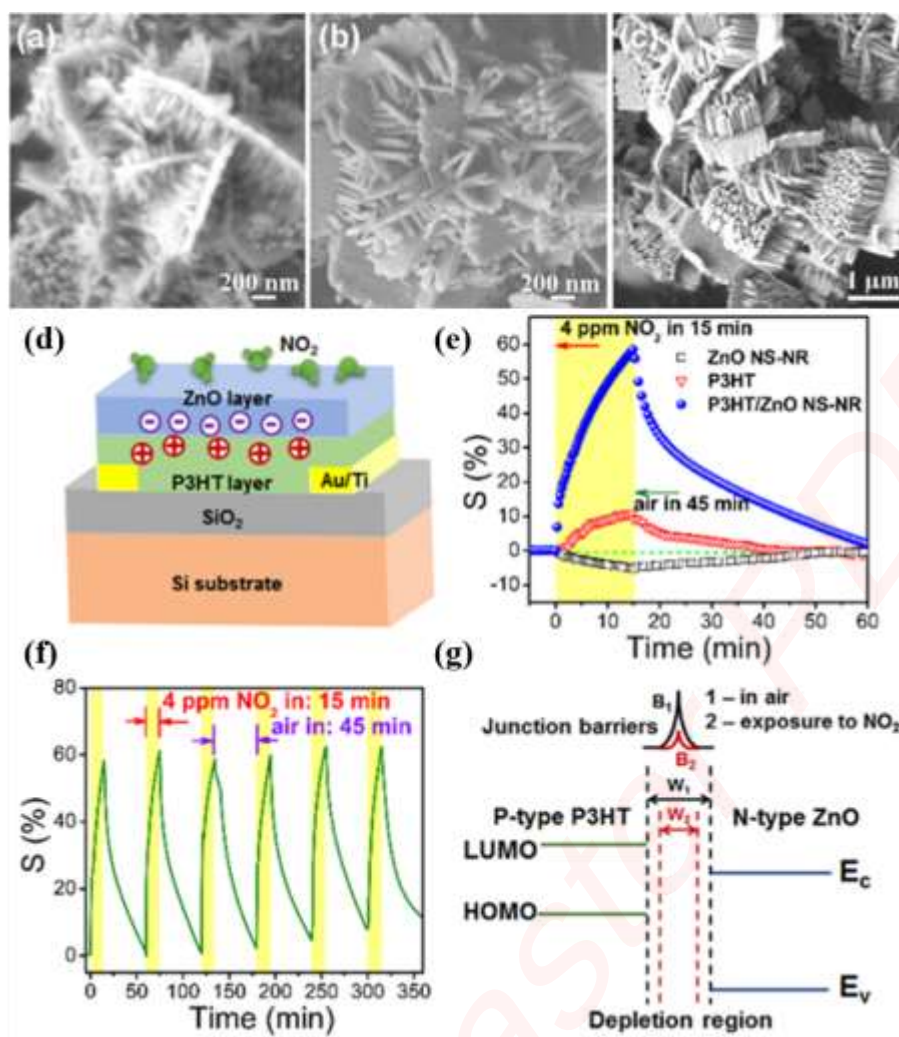 (a)
200 nm
(b)
200 nm
(c)
1 μm
(d)
NO2
ZnO layer
P3HT layer
Au/Ti
SiO2
Si substrate
(e)
4 ppm NO2 in 15 min
ZnO NS-NR
P3HT
P3HT/ZnO NS-NR
air in 45 min
S (%)
60
50
40
30
20
10
0
-10
0 10 20 30 40 50 60
Time (min)
(f)
4 ppm NO2 in: 15 min
air in: 45 min
S (%)
80
60
40
20
0
0 50 100 150 200 250 300 350
Time (min)
(g)
B1
1 – in air
Junction barriers
2 – exposure to NO2
B2
W1
P-type P3HT
W2
N-type ZnO
LUMO
EC
HOMO
EV
Depletion region